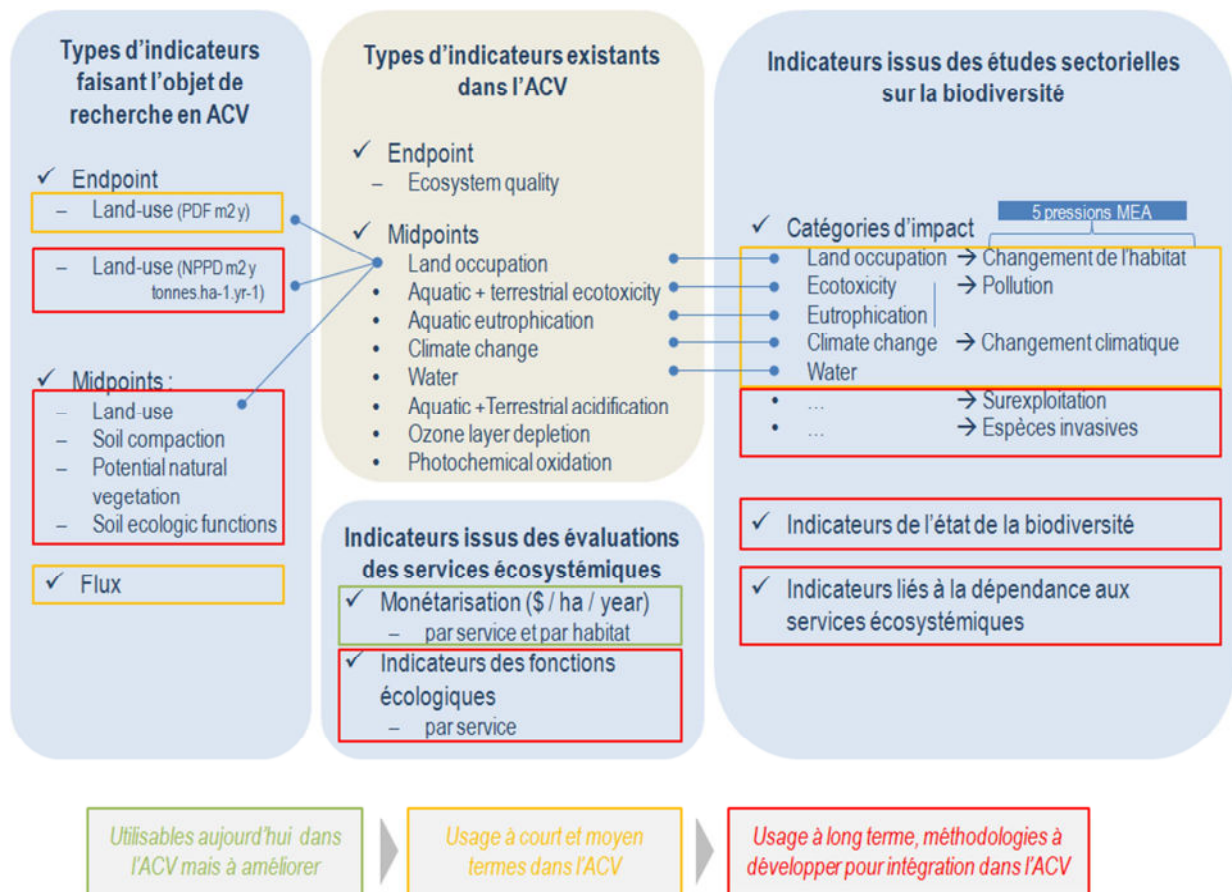 Types d'indicateurs
faisant l'objet de
recherche en ACV
✓ Endpoint
– Land-use (PDF m2 y)
– Land-use (NPPD m2 y
tonnes.ha-1.yr-1)
✓ Midpoints :
– Land-use
– Soil compaction
– Potential natural
vegetation
– Soil ecologic functions
✓ Flux
Types d'indicateurs existants
dans l'ACV
✓ Endpoint
– Ecosystem quality
✓ Midpoints
Land occupation
• Aquatic + terrestrial ecotoxicity
• Aquatic eutrophication
• Climate change
• Water
• Aquatic +Terrestrial acidification
• Ozone layer depletion
• Photochemical oxidation
Indicateurs issus des évaluations
des services écosystémiques
✓ Monétarisation ($ / ha / year)
– par service et par habitat
✓ Indicateurs des fonctions
écologiques
– par service
Indicateurs issus des études sectorielles
sur la biodiversité
5 pressions MEA
✓ Catégories d'impact
Land occupation → Changement de l'habitat
Ecotoxicity → Pollution
Eutrophication
Climate change → Changement climatique
Water
• ... → Surexploitation
• ... → Espèces invasives
✓ Indicateurs de l'état de la biodiversité
✓ Indicateurs liés à la dépendance aux
services écosystémiques
Utilisables aujourd'hui dans
l'ACV mais à améliorer
Usage à court et moyen
termes dans l'ACV
Usage à long terme, méthodologies à
développer pour intégration dans l'ACV